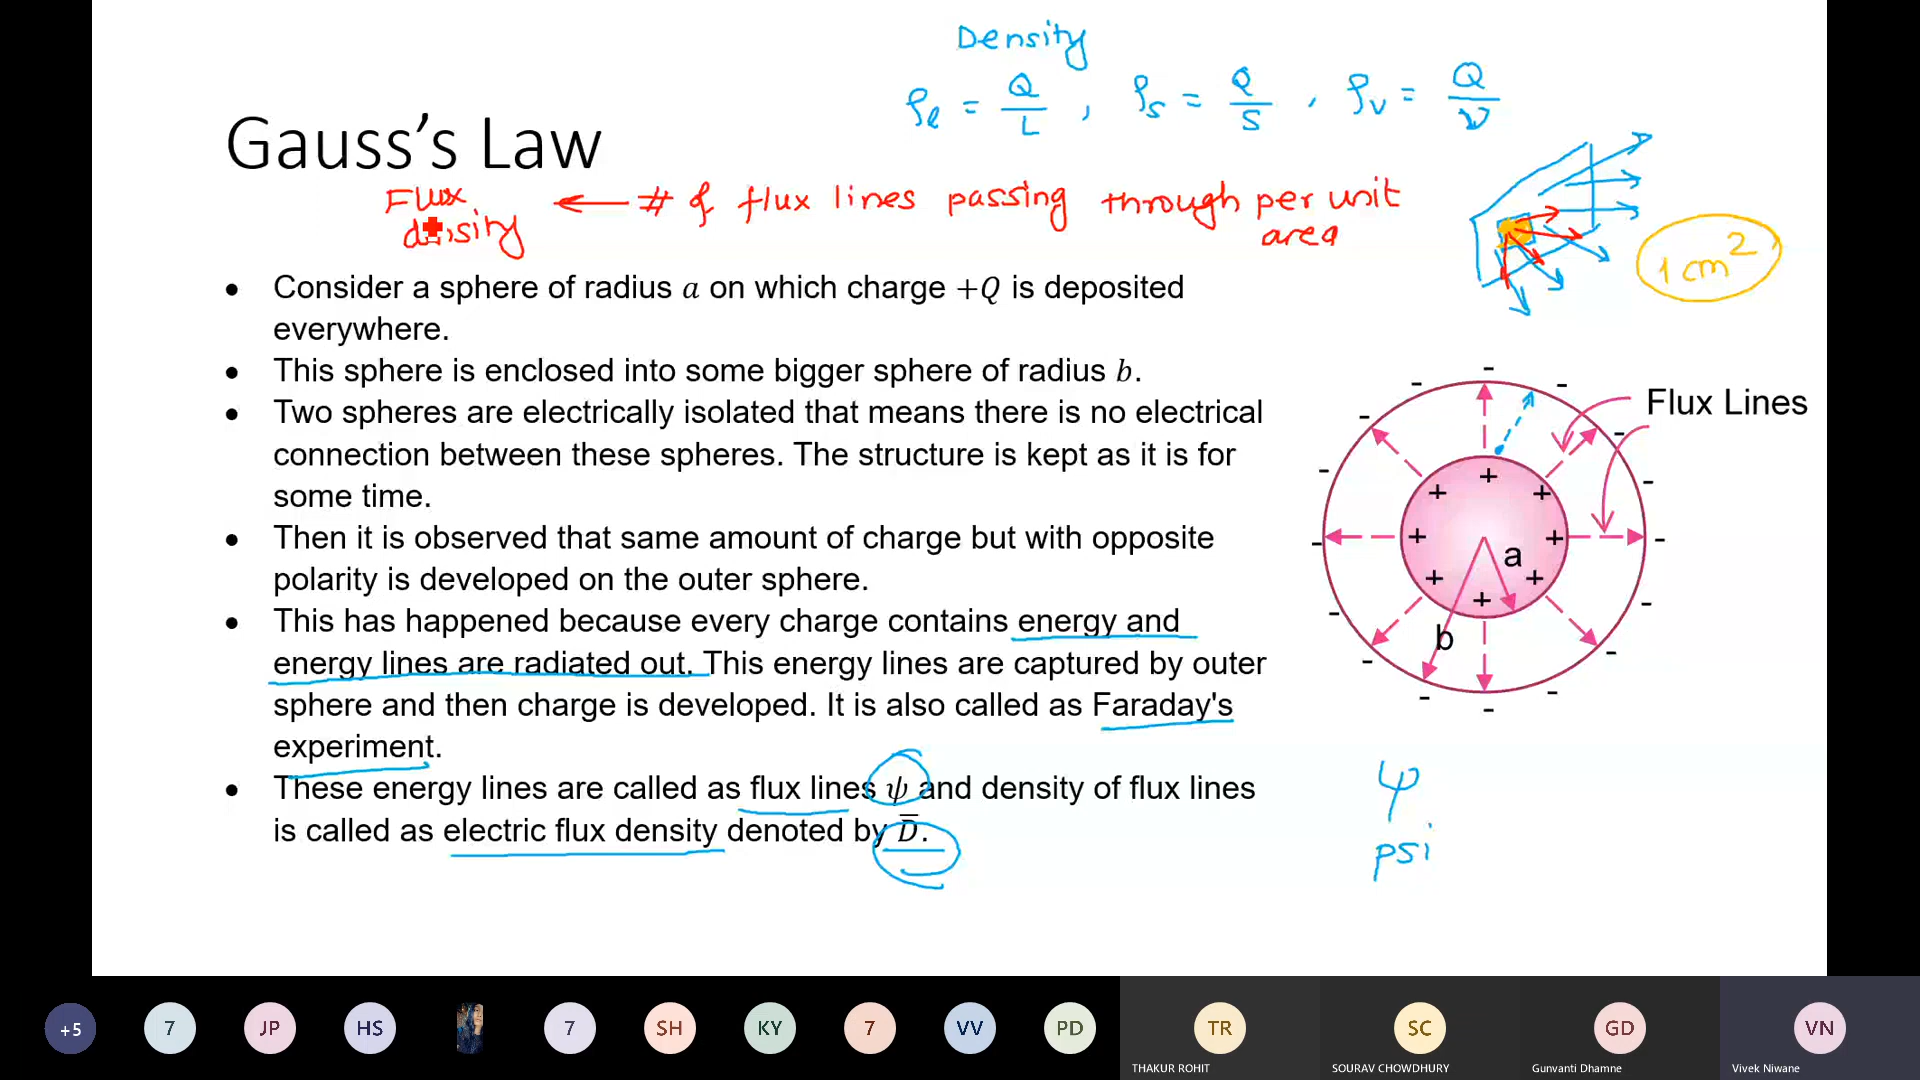 Density
ρℓ = Q/L , ρs = Q/S , ρv = Q/V
Gauss’s Law
Flux density ← # of flux lines passing through per unit area
1 cm²
• Consider a sphere of radius a on which charge +Q is deposited
everywhere.
• This sphere is enclosed into some bigger sphere of radius b.
• Two spheres are electrically isolated that means there is no electrical
connection between these spheres. The structure is kept as it is for
some time.
• Then it is observed that same amount of charge but with opposite
polarity is developed on the outer sphere.
• This has happened because every charge contains energy and
energy lines are radiated out. This energy lines are captured by outer
sphere and then charge is developed. It is also called as Faraday's
experiment.
• These energy lines are called as flux lines ψ and density of flux lines
is called as electric flux density denoted by D̅.
Flux Lines
- - - - - - - - - - - - - - - - -
+ + + + + + + +
a
b
ψ
psi
+5 7 JP HS 7 SH KY 7 VV PD TR SC GD VN
THAKUR ROHIT SOURAV CHOWDHURY Gunvanti Dhamne Vivek Niwane